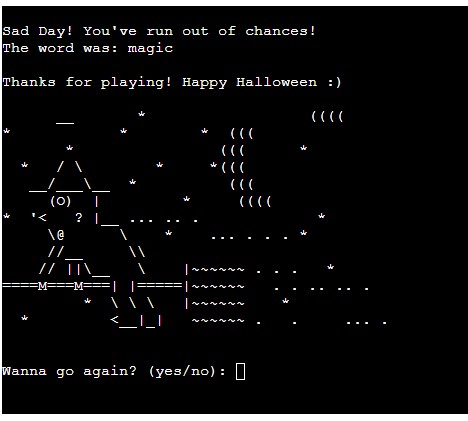 Sad Day! You've run out of chances!
The word was: magic
Thanks for playing! Happy Halloween :)
Wanna go again? (yes/no):